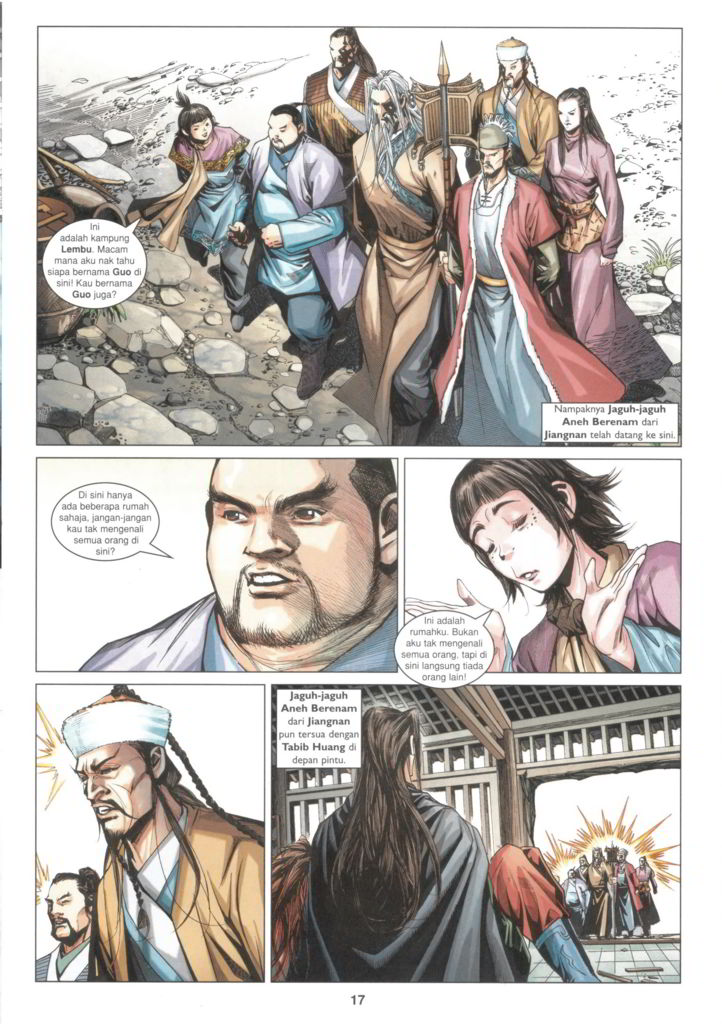 Ini
adalah kampung
Lembu. Macam
mana aku nak tahu
siapa bernama Guo di
sini! Kau bernama
Guo juga?
Nampaknya Jaguh-jaguh
Aneh Berenam dari
Jiangnan telah datang ke sini.
Di sini hanya
ada beberapa rumah
sahaja, jangan-jangan
kau tak mengenali
semua orang di
sini?
Ini adalah
rumahku. Bukan
aku tak mengenali
semua orang, tapi di
sini langsung tiada
orang lain!
Jaguh-jaguh
Aneh Berenam
dari Jiangnan
pun tersua dengan
Tabib Huang di
depan pintu.
17